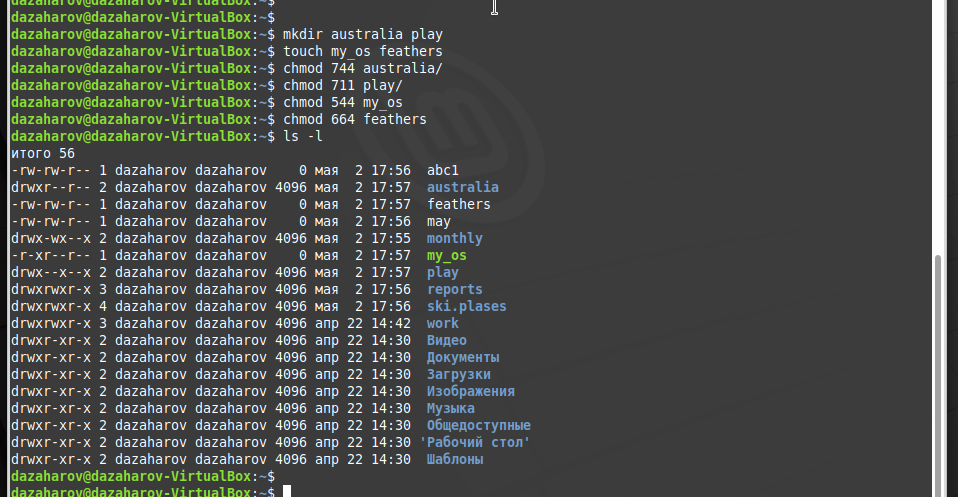 dazaharov@dazaharov-VirtualBox:~$
dazaharov@dazaharov-VirtualBox:~$
dazaharov@dazaharov-VirtualBox:~$ mkdir australia play
dazaharov@dazaharov-VirtualBox:~$ touch my_os feathers
dazaharov@dazaharov-VirtualBox:~$ chmod 744 australia/
dazaharov@dazaharov-VirtualBox:~$ chmod 711 play/
dazaharov@dazaharov-VirtualBox:~$ chmod 544 my_os
dazaharov@dazaharov-VirtualBox:~$ chmod 664 feathers
dazaharov@dazaharov-VirtualBox:~$ ls -l
итого 56
-rw-rw-r-- 1 dazaharov dazaharov    0 мая  2 17:56  abc1
drwxr--r-- 2 dazaharov dazaharov 4096 мая  2 17:57  australia
-rw-rw-r-- 1 dazaharov dazaharov    0 мая  2 17:57  feathers
-rw-rw-r-- 1 dazaharov dazaharov    0 мая  2 17:56  may
drwx-wx--x 2 dazaharov dazaharov 4096 мая  2 17:55  monthly
-r-xr--r-- 1 dazaharov dazaharov    0 мая  2 17:57  my_os
drwx--x--x 2 dazaharov dazaharov 4096 мая  2 17:57  play
drwxrwxr-x 3 dazaharov dazaharov 4096 мая  2 17:56  reports
drwxrwxr-x 4 dazaharov dazaharov 4096 мая  2 17:56  ski.plases
drwxrwxr-x 3 dazaharov dazaharov 4096 апр 22 14:42  work
drwxr-xr-x 2 dazaharov dazaharov 4096 апр 22 14:30  Видео
drwxr-xr-x 2 dazaharov dazaharov 4096 апр 22 14:30  Документы
drwxr-xr-x 2 dazaharov dazaharov 4096 апр 22 14:30  Загрузки
drwxr-xr-x 2 dazaharov dazaharov 4096 апр 22 14:30  Изображения
drwxr-xr-x 2 dazaharov dazaharov 4096 апр 22 14:30  Музыка
drwxr-xr-x 2 dazaharov dazaharov 4096 апр 22 14:30  Общедоступные
drwxr-xr-x 2 dazaharov dazaharov 4096 апр 22 14:30 'Рабочий стол'
drwxr-xr-x 2 dazaharov dazaharov 4096 апр 22 14:30  Шаблоны
dazaharov@dazaharov-VirtualBox:~$
dazaharov@dazaharov-VirtualBox:~$